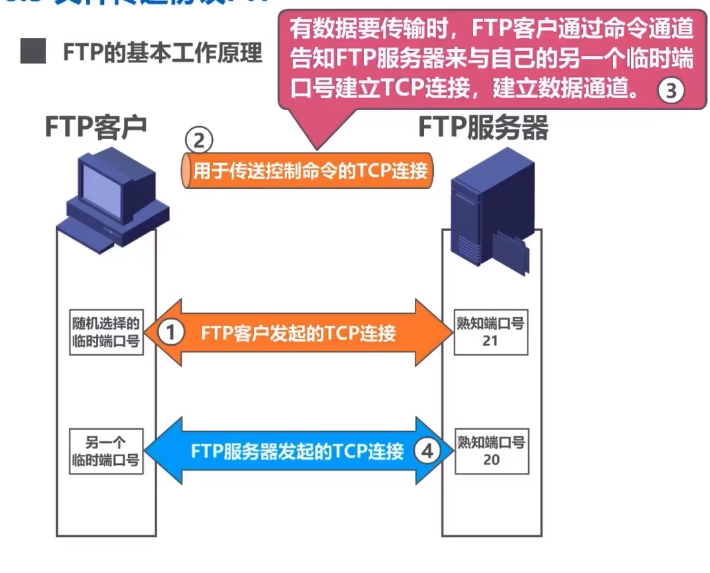 FTP的基本工作原理
有数据要传输时，FTP客户通过命令通道
告知FTP服务器来与自己的另一个临时端
口号建立TCP连接，建立数据通道。 ③
FTP客户
FTP服务器
②
用于传送控制命令的TCP连接
随机选择的
临时端口号
①
FTP客户发起的TCP连接
熟知端口号
21
另一个
临时端口号
FTP服务器发起的TCP连接
④
熟知端口号
20